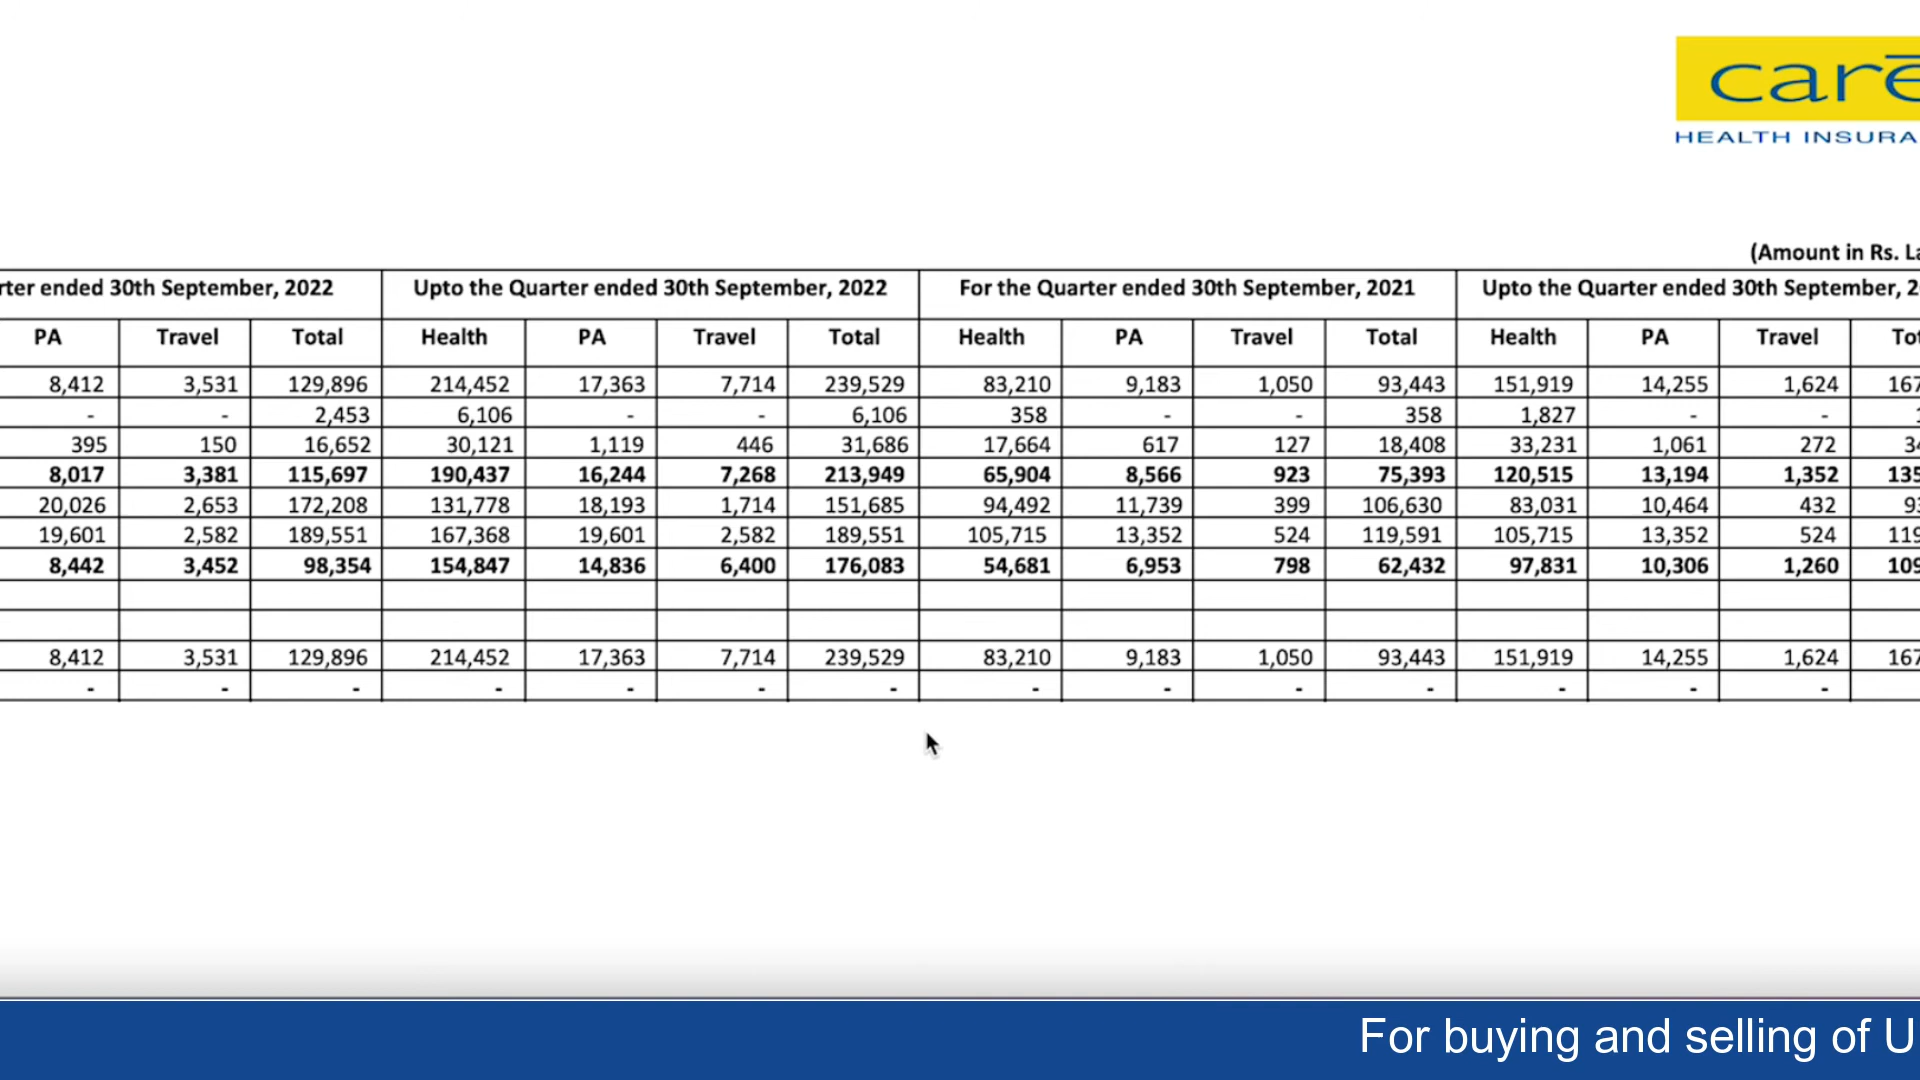 care
HEALTH INSURA
(Amount in Rs. La
rter ended 30th September, 2022 Upto the Quarter ended 30th September, 2022 For the Quarter ended 30th September, 2021 Upto the Quarter ended 30th September, 2
PA Travel Total Health PA Travel Total Health PA Travel Total Health PA Travel Tot
8,412 3,531 129,896 214,452 17,363 7,714 239,529 83,210 9,183 1,050 93,443 151,919 14,255 1,624 167
- - 2,453 6,106 - - 6,106 358 - - 358 1,827 - - 1
395 150 16,652 30,121 1,119 446 31,686 17,664 617 127 18,408 33,231 1,061 272 34
8,017 3,381 115,697 190,437 16,244 7,268 213,949 65,904 8,566 923 75,393 120,515 13,194 1,352 135
20,026 2,653 172,208 131,778 18,193 1,714 151,685 94,492 11,739 399 106,630 83,031 10,464 432 93
19,601 2,582 189,551 167,368 19,601 2,582 189,551 105,715 13,352 524 119,591 105,715 13,352 524 119
8,442 3,452 98,354 154,847 14,836 6,400 176,083 54,681 6,953 798 62,432 97,831 10,306 1,260 109
8,412 3,531 129,896 214,452 17,363 7,714 239,529 83,210 9,183 1,050 93,443 151,919 14,255 1,624 167
- - - - - - - - - - - - - -
For buying and selling of U